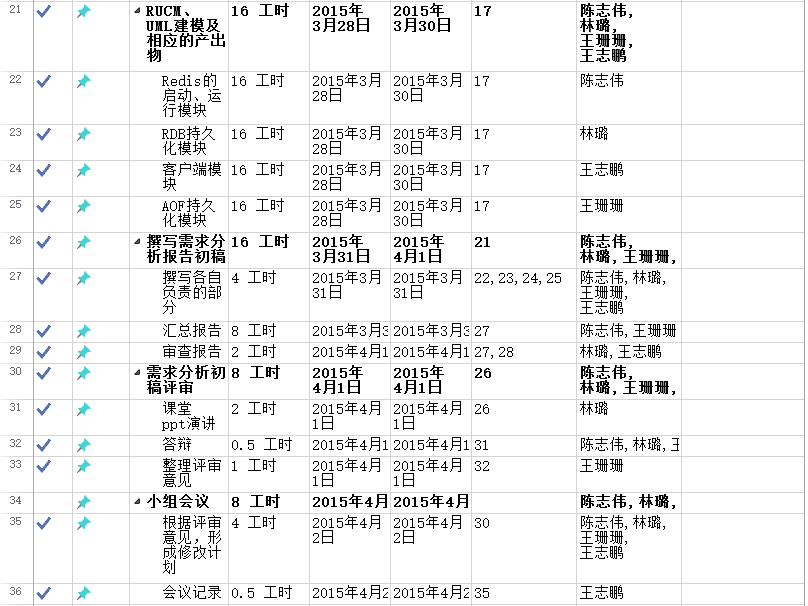 21 RUCM、 16 工时 2015年 2015年 17 陈志伟,
UML建模及 3月28日 3月30日 林璐,
相应的产出 王珊珊,
物 王志鹏
22 Redis的 16 工时 2015年3月 2015年3月 17 陈志伟
启动、运 28日 30日
行模块
23 RDB持久 16 工时 2015年3月 2015年3月 17 林璐
化模块 28日 30日
24 客户端模 16 工时 2015年3月 2015年3月 17 王志鹏
块 28日 30日
25 AOF持久 16 工时 2015年3月 2015年3月 17 王珊珊
化模块 28日 30日
26 撰写需求分 16 工时 2015年 2015年 21 陈志伟,
析报告初稿 3月31日 4月1日 林璐,王珊珊,
27 撰写各自 4 工时 2015年3月 2015年3月 22,23,24,25 陈志伟,林璐,
负责的部 31日 31日 王珊珊,
分 王志鹏
28 汇总报告 8 工时 2015年3月3 2015年3月3 27 陈志伟,王珊珊
29 审查报告 2 工时 2015年4月1 2015年4月1 27,28 林璐,王志鹏
30 需求分析初 8 工时 2015年 2015年 26 陈志伟,
稿评审 4月1日 4月1日 林璐,王珊珊,
31 课堂 2 工时 2015年4月 2015年4月 26 林璐
ppt演讲 1日 1日
32 答辩 0.5 工时 2015年4月1 2015年4月1 31 陈志伟,林璐,王
33 整理评审 1 工时 2015年4月 2015年4月 32 王珊珊
意见 1日 1日
34 小组会议 8 工时 2015年4月 2015年4月 陈志伟,林璐,
35 根据评审 4 工时 2015年4月 2015年4月 30 陈志伟,林璐,
意见，形 2日 2日 王珊珊,
成修改计 王志鹏
划
36 会议记录 0.5 工时 2015年4月2 2015年4月2 35 王志鹏